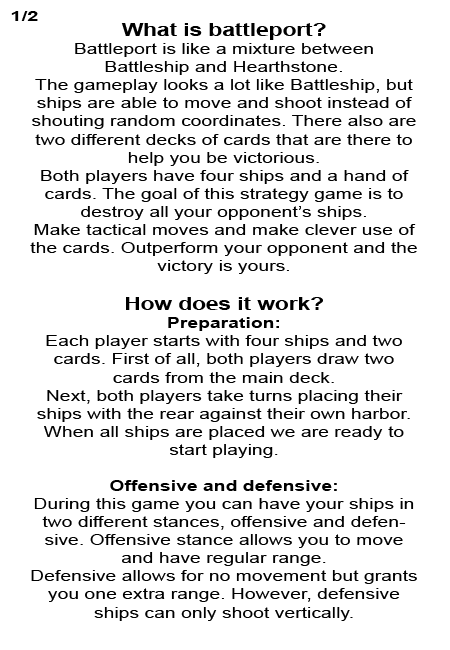 1/2
What is battleport?
Battleport is like a mixture between
Battleship and Hearthstone.
The gameplay looks a lot like Battleship, but
ships are able to move and shoot instead of
shouting random coordinates. There also are
two different decks of cards that are there to
help you be victorious.
Both players have four ships and a hand of
cards. The goal of this strategy game is to
destroy all your opponent’s ships.
Make tactical moves and make clever use of
the cards. Outperform your opponent and the
victory is yours.
How does it work?
Preparation:
Each player starts with four ships and two
cards. First of all, both players draw two
cards from the main deck.
Next, both players take turns placing their
ships with the rear against their own harbor.
When all ships are placed we are ready to
start playing.
Offensive and defensive:
During this game you can have your ships in
two different stances, offensive and defen-
sive. Offensive stance allows you to move
and have regular range.
Defensive allows for no movement but grants
you one extra range. However, defensive
ships can only shoot vertically.